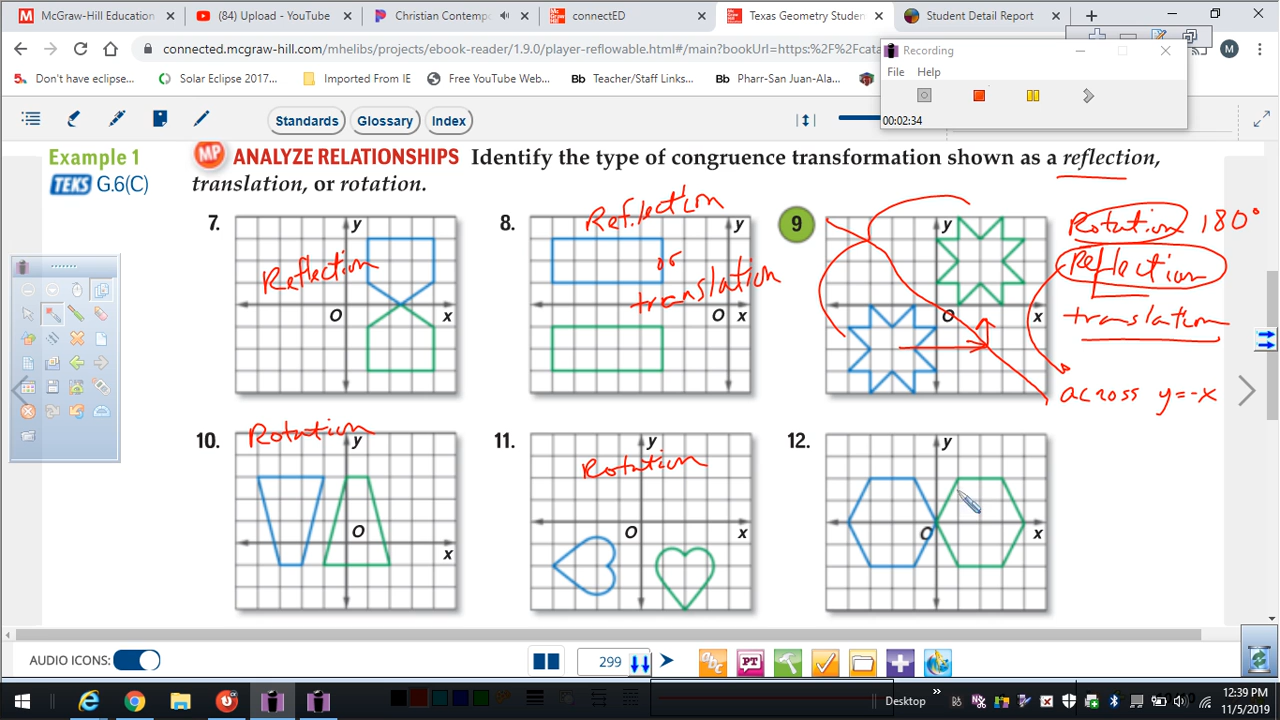 McGraw-Hill Education
(84) Upload - YouTube
Christian Contemp
connectED
Texas Geometry Studen
Student Detail Report
connected.mcgraw-hill.com/mhelibs/projects/ebook-reader/1.9.0/player-reflowable.html#/main?bookUrl=https:%2F%2Fcata
M
Don't have eclipse...
Solar Eclipse 2017...
Imported From IE
Free YouTube Web...
Bb Teacher/Staff Links...
Bb Pharr-San Juan-Ala...
Recording
File Help
00:02:34
Standards
Glossary
Index
Example 1
TEKS G.6(C)
MP ANALYZE RELATIONSHIPS Identify the type of congruence transformation shown as a reflection,
translation, or rotation.
7.
y
O
x
Reflection
8.
y
O
x
Reflection
or
translation
9
y
O
x
Rotation 180°
Reflection
translation
across y=-x
10.
y
O
x
Rotation
11.
y
O
x
Rotation
12.
y
O
x
AUDIO ICONS:
299
abc
PT
Desktop
12:39 PM
11/5/2019